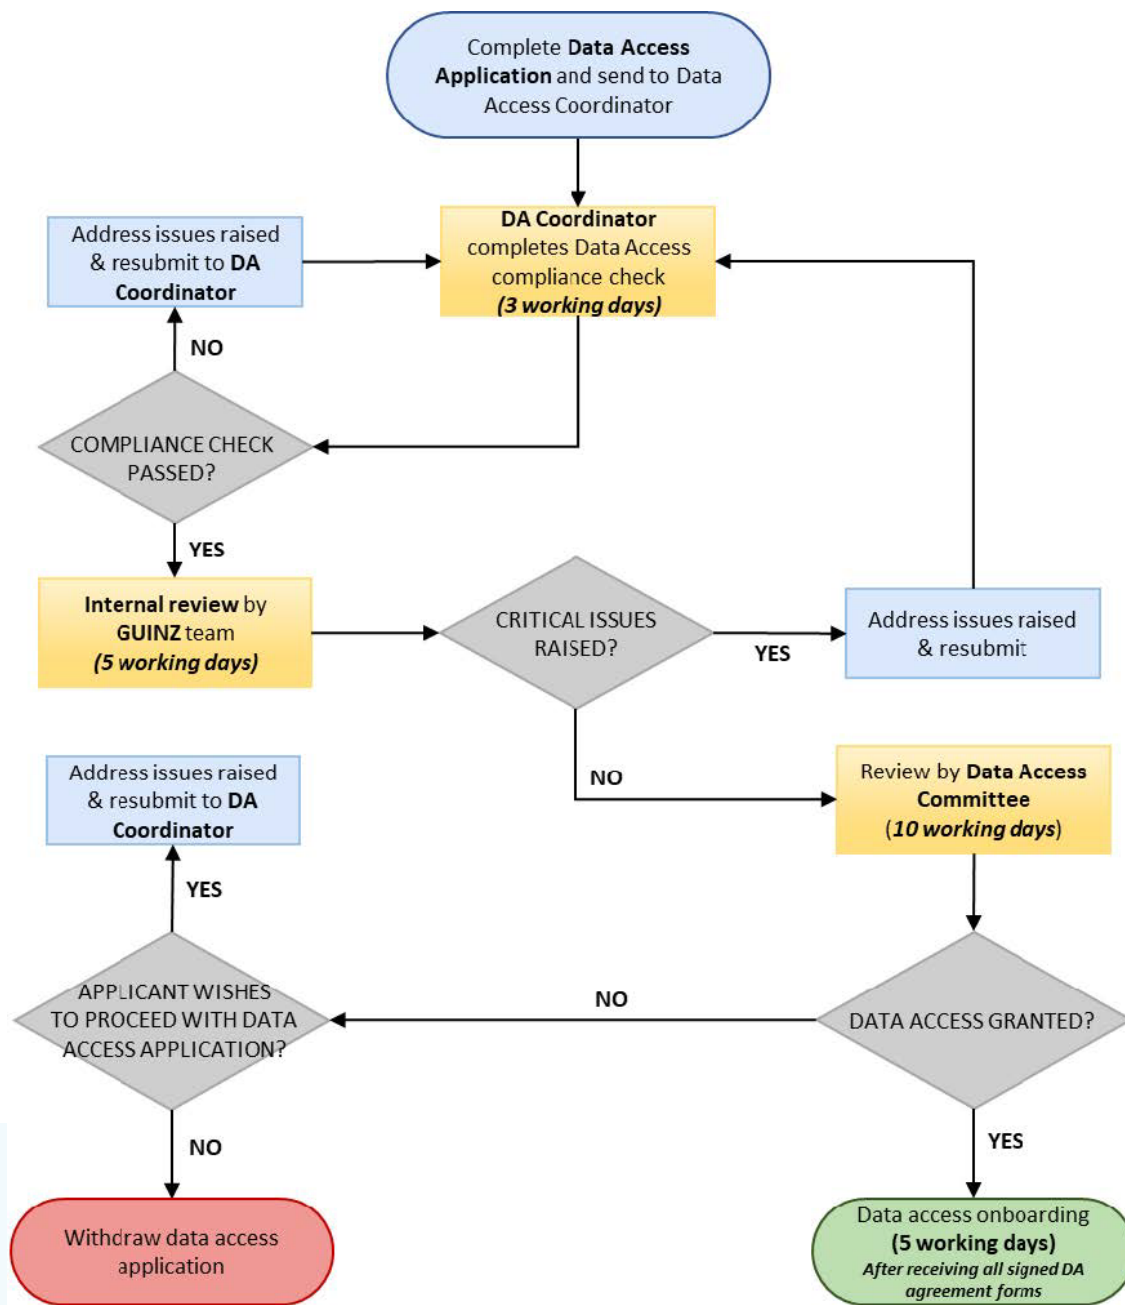 Complete Data Access
Application and send to Data
Access Coordinator
DA Coordinator
completes Data Access
compliance check
(3 working days)
Address issues raised
& resubmit to DA
Coordinator
NO
COMPLIANCE CHECK
PASSED?
YES
Internal review by
GUINZ team
(5 working days)
CRITICAL ISSUES
RAISED?
YES
Address issues raised
& resubmit
NO
Review by Data Access
Committee
(10 working days)
Address issues raised
& resubmit to DA
Coordinator
YES
APPLICANT WISHES
TO PROCEED WITH DATA
ACCESS APPLICATION?
NO
DATA ACCESS GRANTED?
NO
YES
Withdraw data access
application
Data access onboarding
(5 working days)
After receiving all signed DA
agreement forms